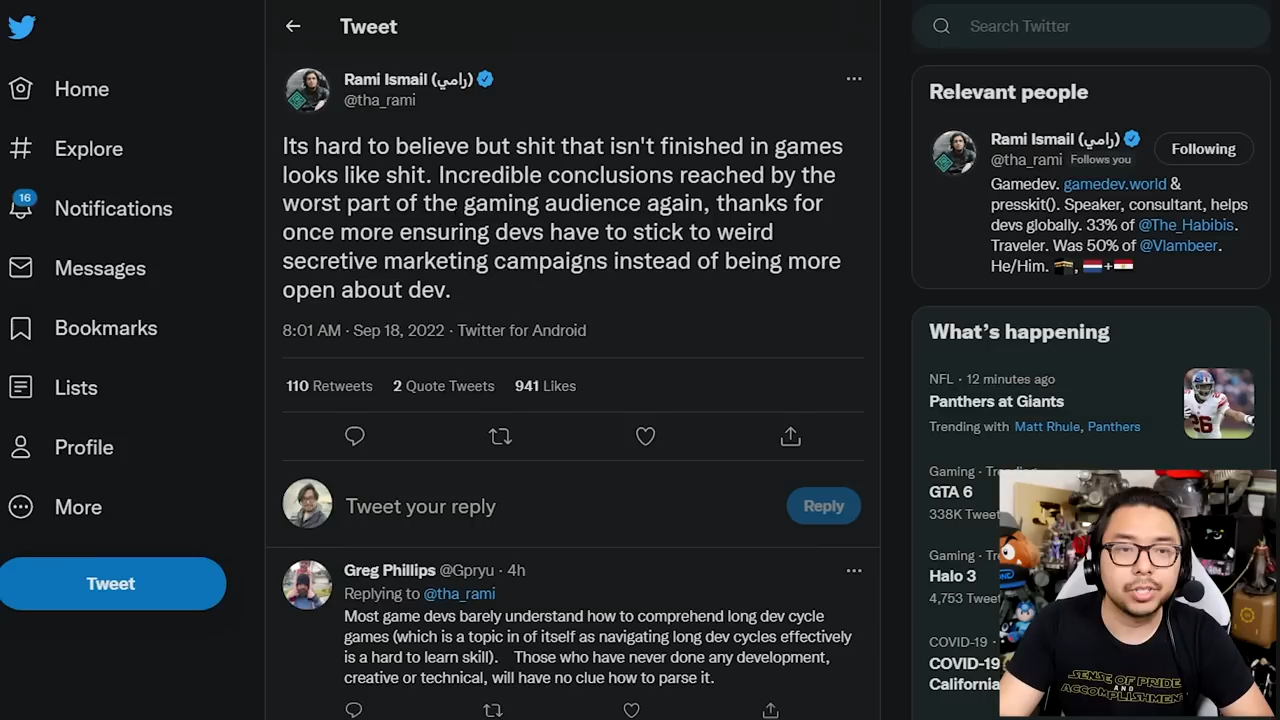 Tweet
Search Twitter
Home
Explore
16
Notifications
Messages
Bookmarks
Lists
Profile
More
Tweet
Rami Ismail (رامي)
@tha_rami
Its hard to believe but shit that isn't finished in games
looks like shit. Incredible conclusions reached by the
worst part of the gaming audience again, thanks for
once more ensuring devs have to stick to weird
secretive marketing campaigns instead of being more
open about dev.
8:01 AM · Sep 18, 2022 · Twitter for Android
110 Retweets 2 Quote Tweets 941 Likes
Tweet your reply
Reply
Greg Phillips @Gpryu · 4h
Replying to @tha_rami
Most game devs barely understand how to comprehend long dev cycle
games (which is a topic in of itself as navigating long dev cycles effectively
is a hard to learn skill). Those who have never done any development,
creative or technical, will have no clue how to parse it.
Relevant people
Rami Ismail (رامي)
@tha_rami Follows you
Following
Gamedev. gamedev.world &
presskit(). Speaker, consultant, helps
devs globally. 33% of @The_Habibis.
Traveler. Was 50% of @Vlambeer.
He/Him.
What's happening
NFL · 12 minutes ago
Panthers at Giants
Trending with Matt Rhule, Panthers
26
Gaming · Trending
GTA 6
338K Tweet
Gaming · Tr
Halo 3
4,753 Tweet
COVID-19 ·
COVID-19
California
SENSE OF PRIDE
AND
ACCOMPLISHMENT